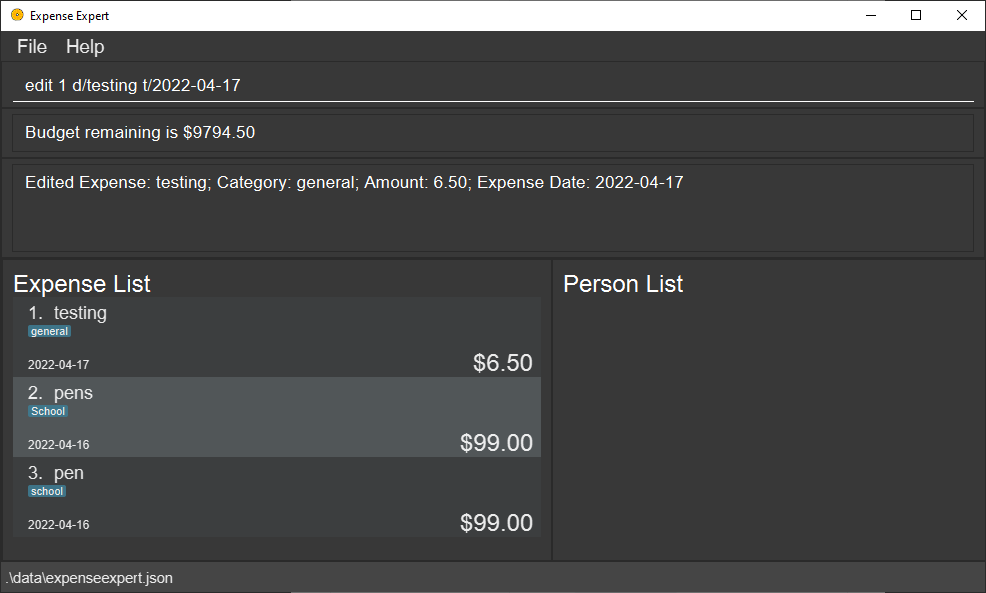 Expense Expert
File Help
edit 1 d/testing t/2022-04-17
Budget remaining is $9794.50
Edited Expense: testing; Category: general; Amount: 6.50; Expense Date: 2022-04-17
Expense List
1. testing
general
2022-04-17 $6.50
2. pens
School
2022-04-16 $99.00
3. pen
school
2022-04-16 $99.00
Person List
.\data\expenseexpert.json